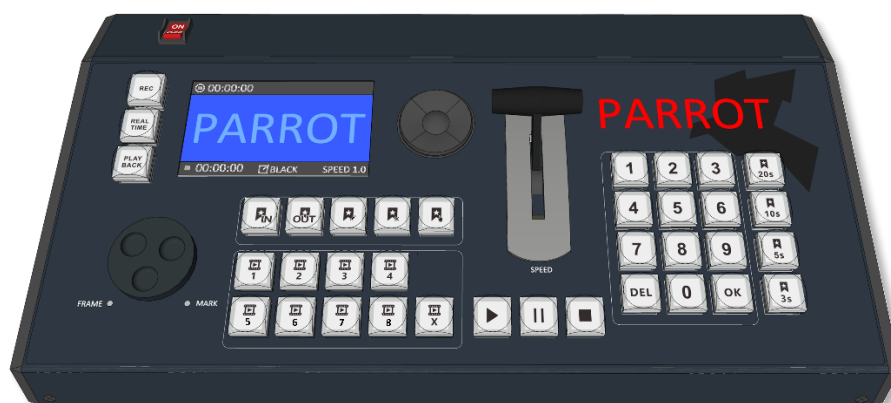 ON
REC
REAL
TIME
PLAY
BACK
00:00:00
PARROT
00:00:00 BLACK SPEED 1.0
PARROT
IN OUT
1 2 3 4
5 6 7 8 X
FRAME MARK
SPEED
1 2 3 20s
4 5 6 10s
7 8 9 5s
DEL 0 OK 3s